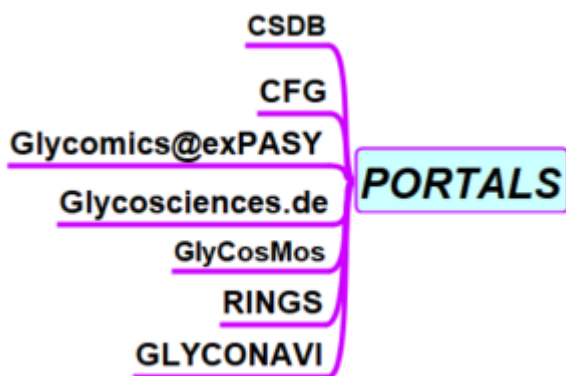 CSDB
CFG
Glycomics@exPASY
Glycosciences.de
GlyCosMos
RINGS
GLYCONAVI
PORTALS